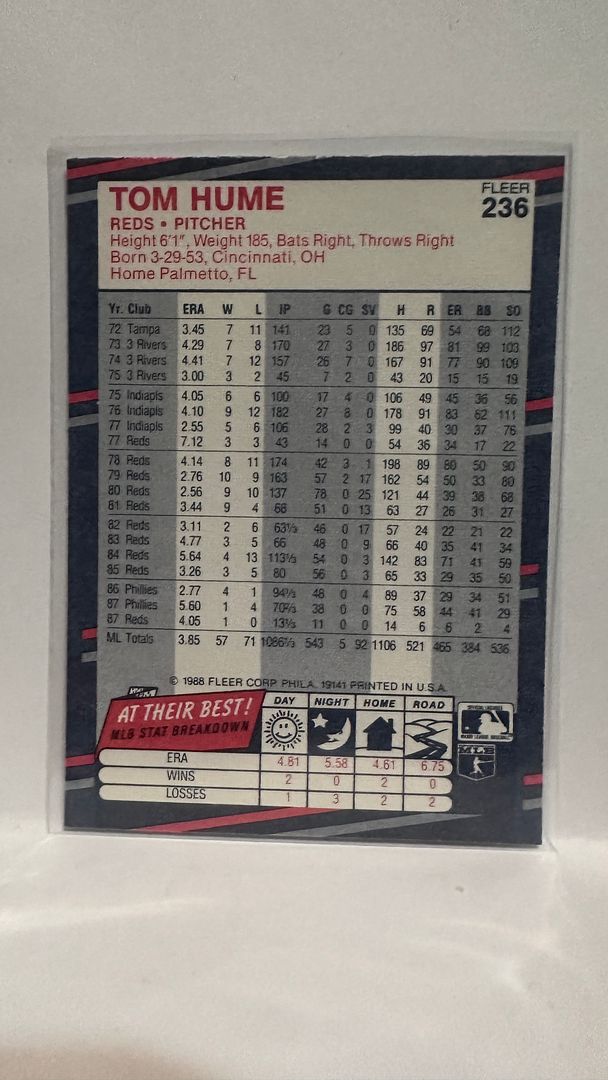 TOM HUME
FLEER
236
REDS • PITCHER
Height 6'1", Weight 185, Bats Right, Throws Right
Born 3-29-53, Cincinnati, OH
Home Palmetto, FL
Yr. Club ERA W L IP G CG SV H R ER BB SO
72 Tampa 3.45 7 11 141 23 5 0 135 69 54 68 112
73 3 Rivers 4.29 7 8 170 27 3 0 186 97 81 99 103
74 3 Rivers 4.41 7 12 157 26 7 0 167 91 77 90 109
75 3 Rivers 3.00 3 2 45 7 2 0 43 20 15 15 19
75 Indiapls 4.05 6 6 100 17 4 0 106 49 45 36 56
76 Indiapls 4.10 9 12 182 27 8 0 178 91 83 62 111
77 Indiapls 2.55 5 6 106 28 2 3 99 40 30 37 76
77 Reds 7.12 3 3 43 14 0 0 54 36 34 17 22
78 Reds 4.14 8 11 174 42 3 1 198 89 80 50 90
79 Reds 2.76 10 9 163 57 2 17 162 54 50 33 80
80 Reds 2.56 9 10 137 78 0 25 121 44 39 38 68
81 Reds 3.44 9 4 68 51 0 13 63 27 26 31 27
82 Reds 3.11 2 6 63⅓ 46 0 17 57 24 22 21 22
83 Reds 4.77 3 5 66 48 0 9 66 40 35 41 34
84 Reds 5.64 4 13 113⅓ 54 0 3 142 83 71 41 59
85 Reds 3.26 3 5 80 56 0 3 65 33 29 35 50
86 Phillies 2.77 4 1 94⅓ 48 0 4 89 37 29 34 51
87 Phillies 5.60 1 4 70⅔ 38 0 0 75 58 44 41 29
87 Reds 4.05 1 0 13⅓ 11 0 0 14 6 6 2 4
ML Totals 3.85 57 71 1086⅓ 543 5 92 1106 521 465 384 536
© 1988 FLEER CORP. PHILA. 19141 PRINTED IN U.S.A.
AT THEIR BEST!
MLB STAT BREAKDOWN
DAY NIGHT HOME ROAD
ERA 4.81 5.58 4.61 6.75
WINS 2 0 2 0
LOSSES 1 3 2 2
MLB